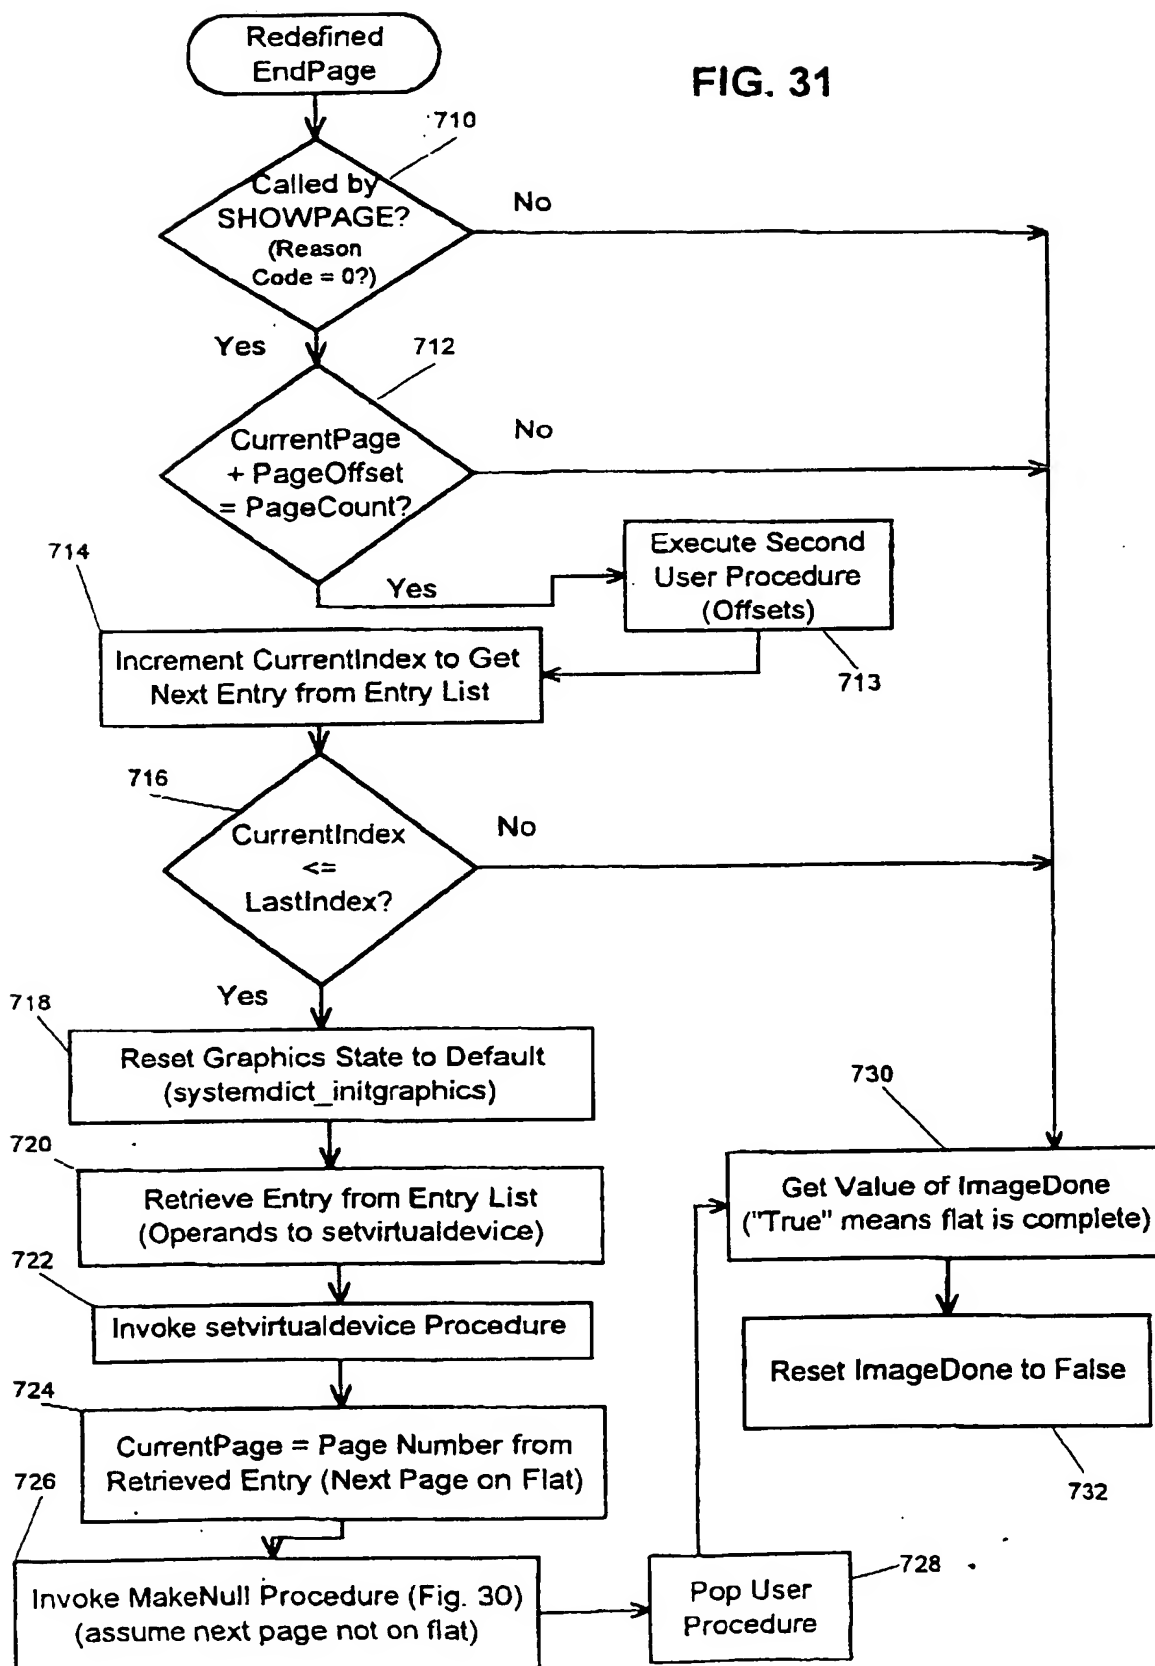 Redefined
EndPage
FIG. 31
710
Called by
SHOWPAGE?
(Reason
Code = 0?)
No
Yes
712
CurrentPage
+ PageOffset
= PageCount?
No
Yes
Execute Second
User Procedure
(Offsets)
713
714
Increment CurrentIndex to Get
Next Entry from Entry List
716
CurrentIndex
<=
LastIndex?
No
Yes
718
Reset Graphics State to Default
(systemdict_initgraphics)
720
Retrieve Entry from Entry List
(Operands to setvirtualdevice)
722
Invoke setvirtualdevice Procedure
724
CurrentPage = Page Number from
Retrieved Entry (Next Page on Flat)
726
Invoke MakeNull Procedure (Fig. 30)
(assume next page not on flat)
728
Pop User
Procedure
730
Get Value of ImageDone
("True" means flat is complete)
Reset ImageDone to False
732